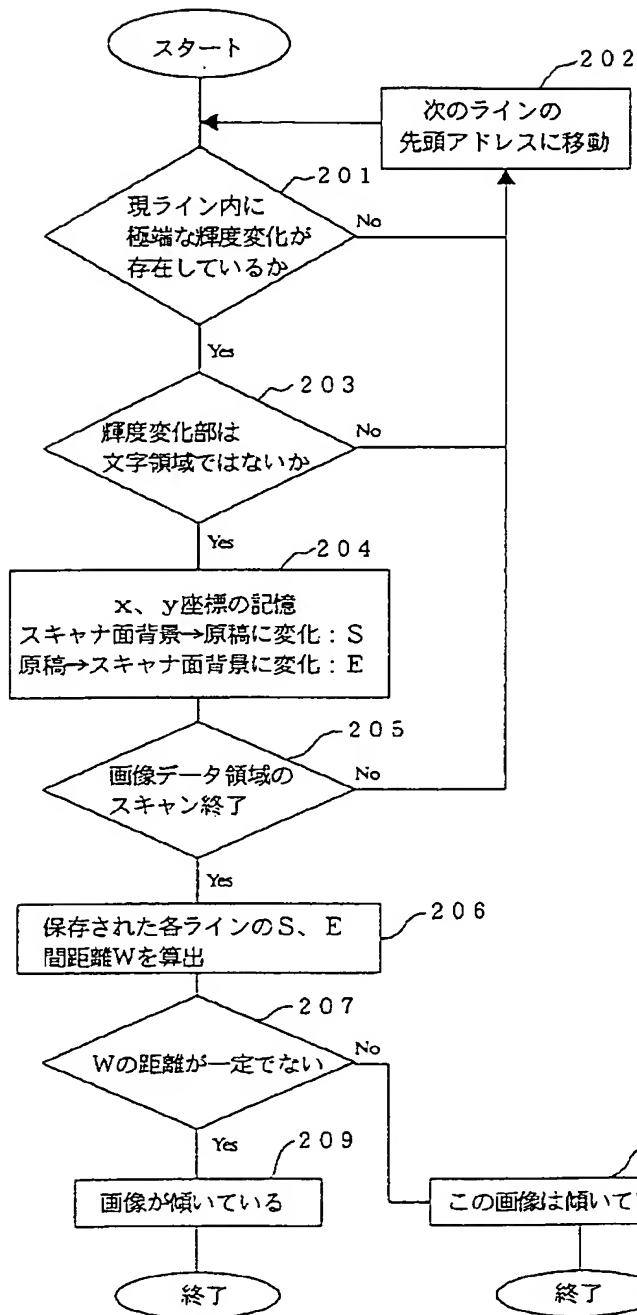 スタート
202
次のラインの
先頭アドレスに移動
201
現ライン内に
極端な輝度変化が
存在しているか
No
Yes
203
輝度変化部は
文字領域ではないか
No
Yes
204
x、y座標の記憶
スキャナ面背景→原稿に変化:S
原稿→スキャナ面背景に変化:E
205
画像データ領域の
スキャン終了
No
Yes
206
保存された各ラインのS、E
間距離Wを算出
207
Wの距離が一定でない
No
Yes
209
画像が傾いている
この画像は傾いて
終了
終了